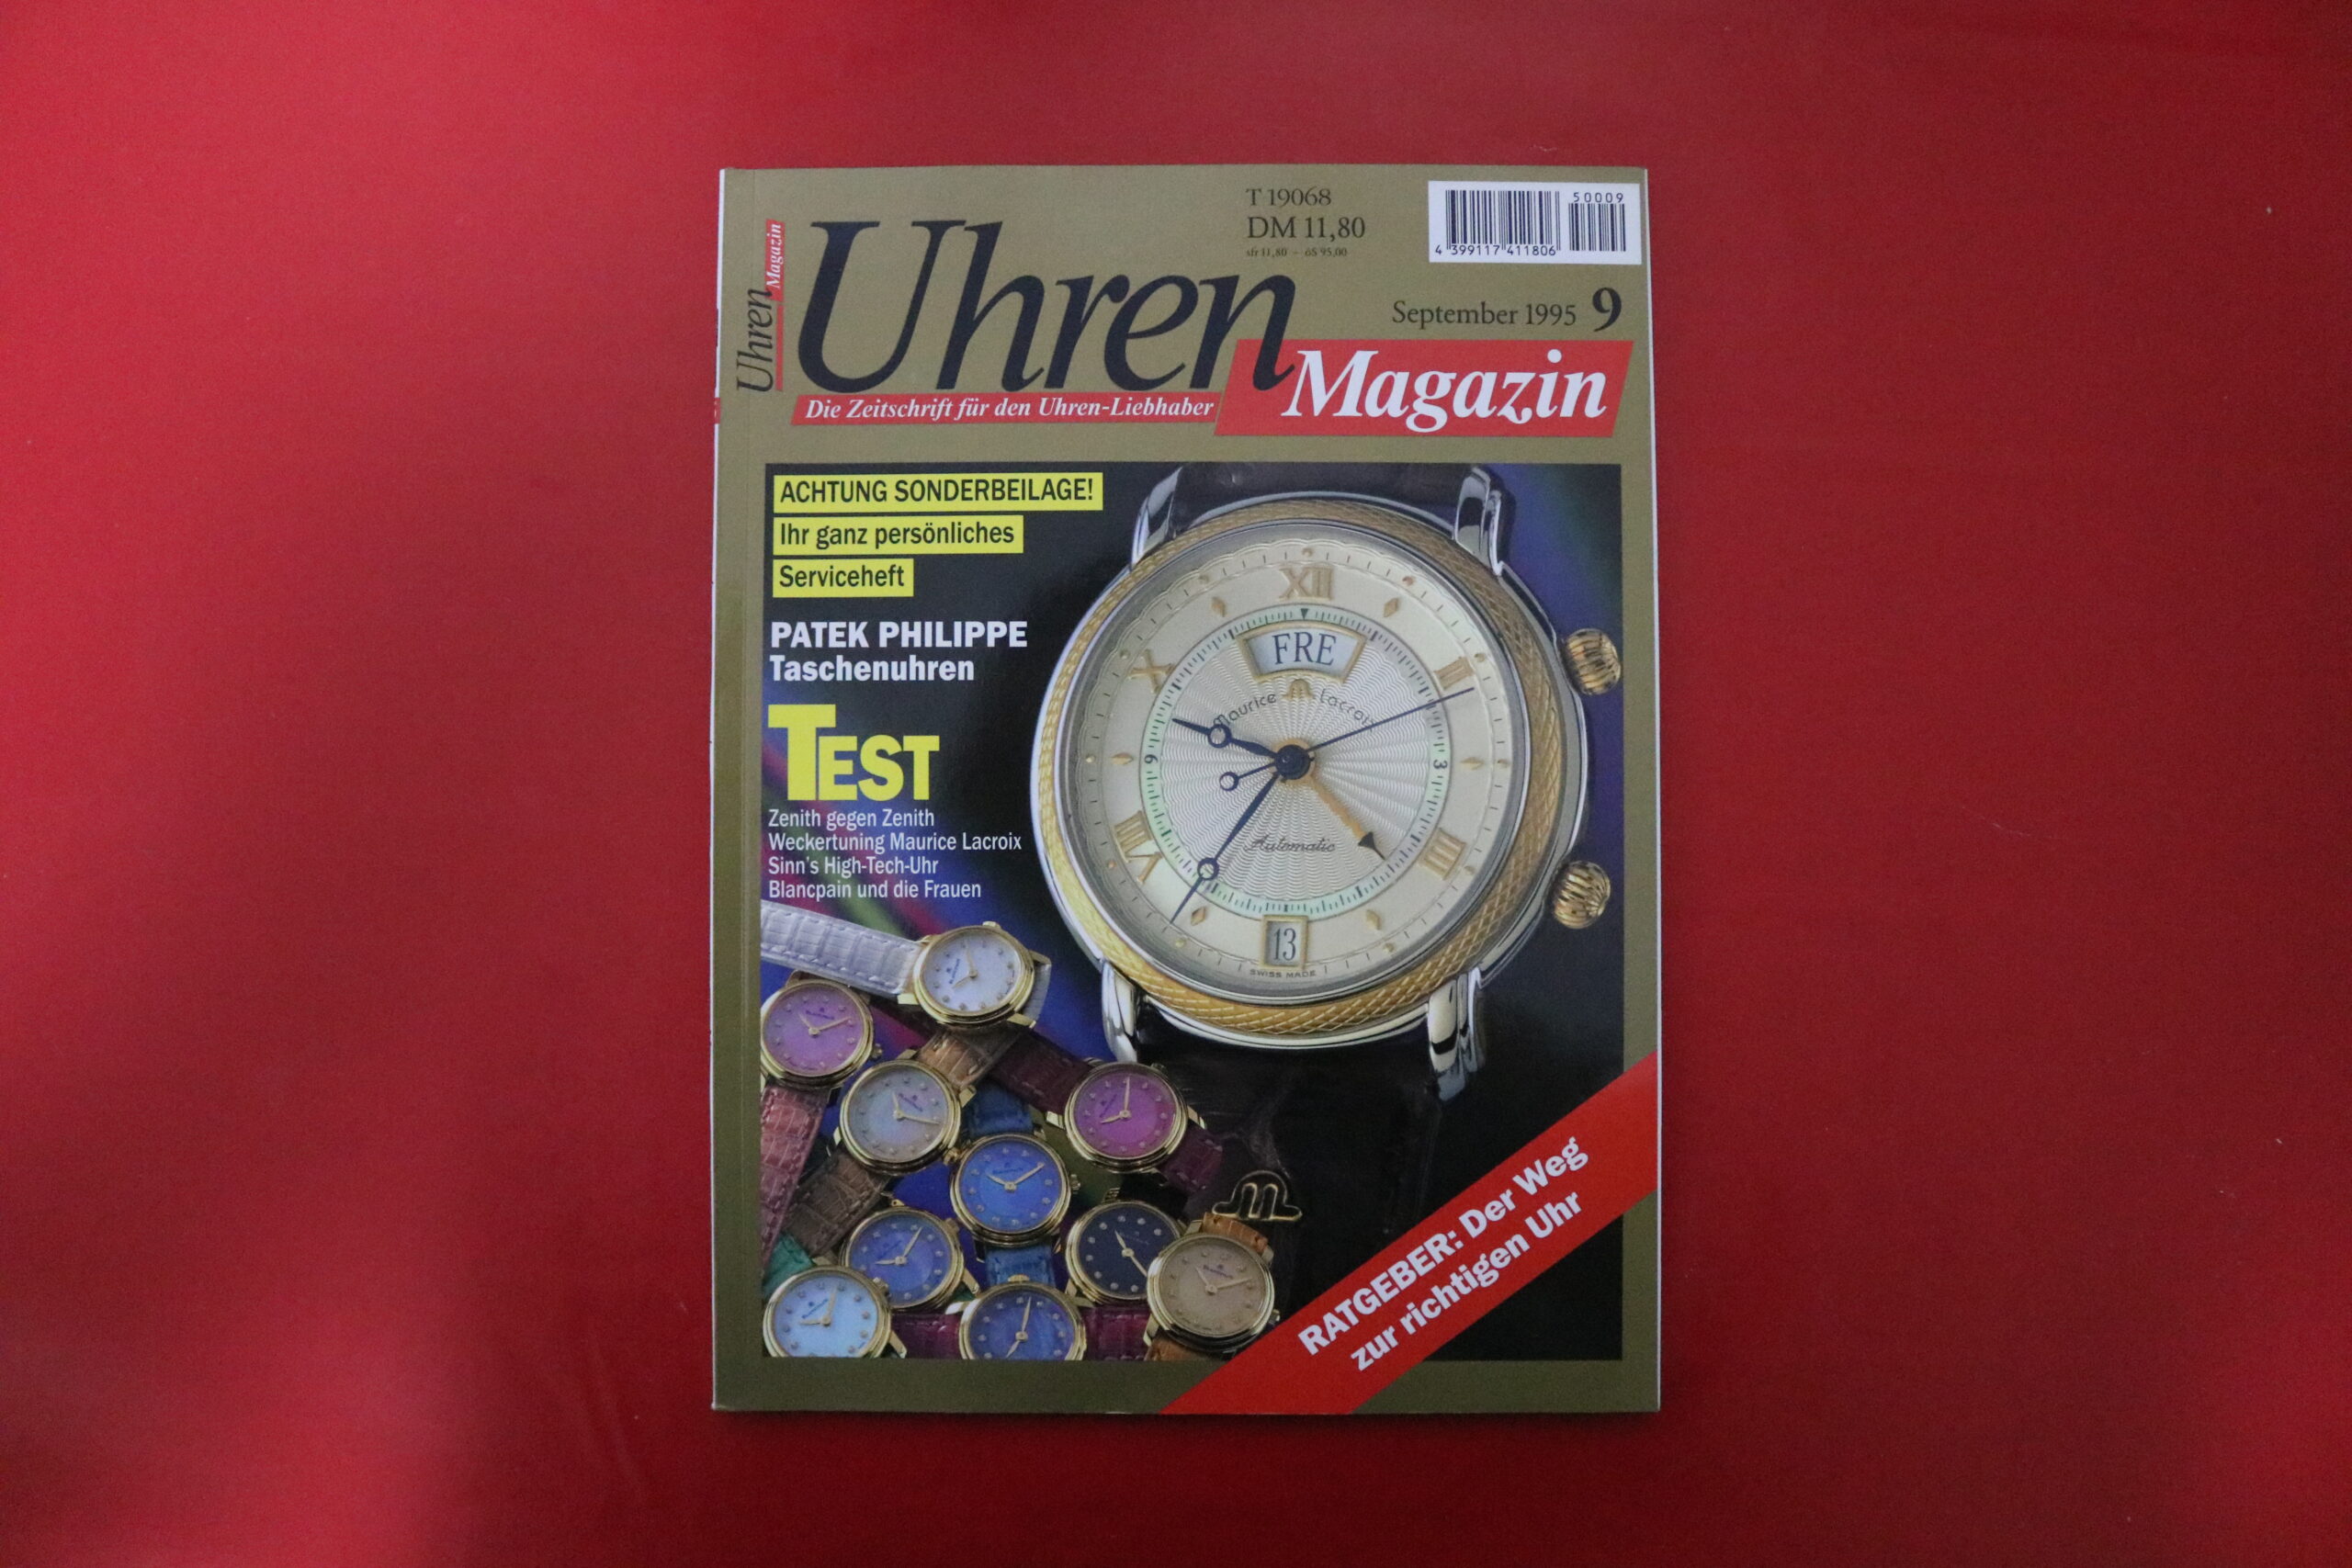 T 19068
DM 11,80
sfr 11,80 - öS 95,00
50009
4 399117 411806
September 1995 9
Uhren
Magazin
Uhren
Magazin
Die Zeitschrift für den Uhren-Liebhaber
ACHTUNG SONDERBEILAGE!
Ihr ganz persönliches
Serviceheft
PATEK PHILIPPE
Taschenuhren
TEST
Zenith gegen Zenith
Weckertuning Maurice Lacroix
Sinn's High-Tech-Uhr
Blancpain und die Frauen
XII
FRE
Maurice Lacroix
9
3
Automatic
13
SWISS MADE
RATGEBER: Der Weg
zur richtigen Uhr